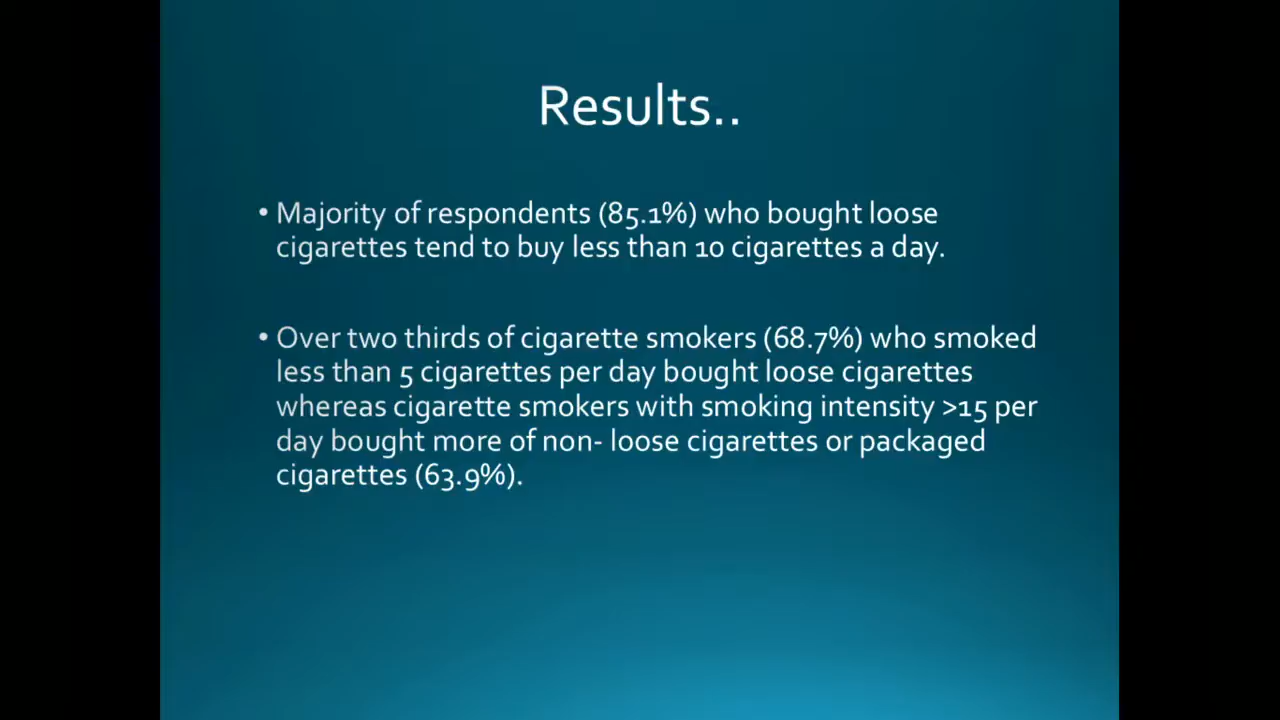 Results..
• Majority of respondents (85.1%) who bought loose
cigarettes tend to buy less than 10 cigarettes a day.
• Over two thirds of cigarette smokers (68.7%) who smoked
less than 5 cigarettes per day bought loose cigarettes
whereas cigarette smokers with smoking intensity >15 per
day bought more of non- loose cigarettes or packaged
cigarettes (63.9%).